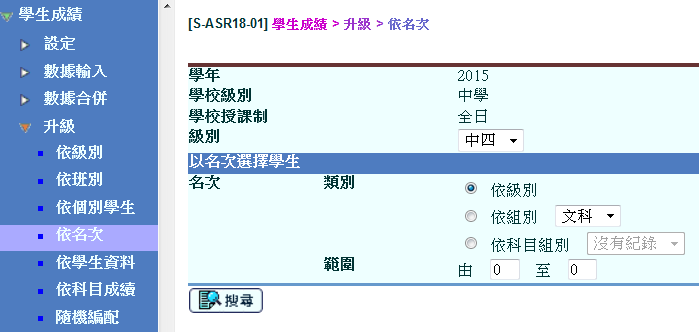 學生成績
設定
數據輸入
數據合併
升級
依級別
依班別
依個別學生
依名次
依學生資料
依科目成績
隨機編配
[S-ASR18-01] 學生成績 > 升級 > 依名次
學年 2015
學校級別 中學
學校授課制 全日
級別 中四
以名次選擇學生
名次 類別 依級別
依組別 文科
依科目組別 沒有紀錄
範圍 由 0 至 0
搜尋